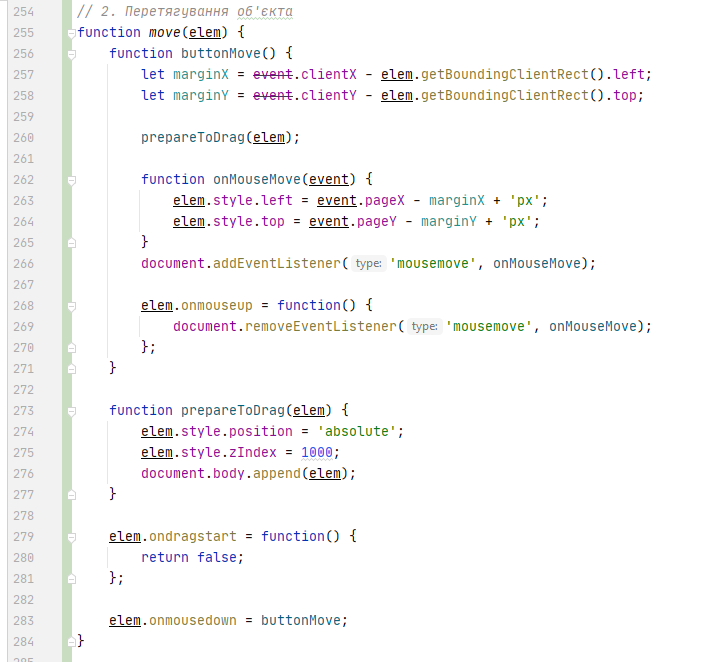 254 // 2. Перетягування об'єкта
255 function move(elem) {
256     function buttonMove() {
257         let marginX = event.clientX - elem.getBoundingClientRect().left;
258         let marginY = event.clientY - elem.getBoundingClientRect().top;
259
260         prepareToDrag(elem);
261
262         function onMouseMove(event) {
263             elem.style.left = event.pageX - marginX + 'px';
264             elem.style.top = event.pageY - marginY + 'px';
265         }
266         document.addEventListener( type: 'mousemove', onMouseMove);
267
268         elem.onmouseup = function() {
269             document.removeEventListener( type: 'mousemove', onMouseMove);
270         };
271     }
272
273     function prepareToDrag(elem) {
274         elem.style.position = 'absolute';
275         elem.style.zIndex = 1000;
276         document.body.append(elem);
277     }
278
279     elem.ondragstart = function() {
280         return false;
281     };
282
283     elem.onmousedown = buttonMove;
284 }